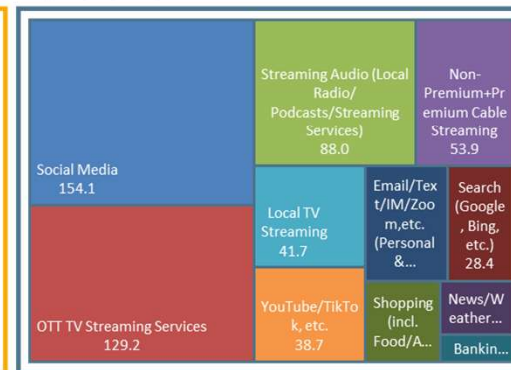 Social Media
154.1
OTT TV Streaming Services
129.2
Streaming Audio (Local
Radio/
Podcasts/Streaming
Services)
88.0
Non-
Premium+Pr
emium Cable
Streaming
53.9
Local TV
Streaming
41.7
YouTube/TikTo
k, etc.
38.7
Email/Tex
t/IM/Zoo
m,etc.
(Personal
&...
Search
(Google
, Bing,
etc.)
28.4
Shopping
(incl.
Food/A...
News/W
eather...
Bankin...